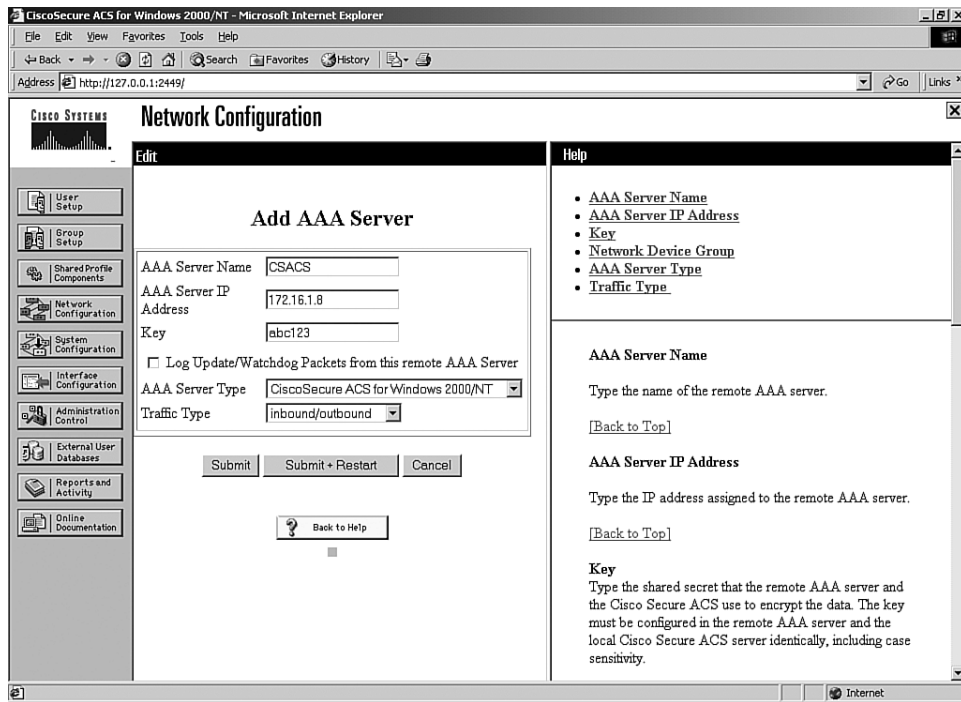 CiscoSecure ACS for Windows 2000/NT - Microsoft Internet Explorer
File Edit View Favorites Tools Help
Back Search Favorites History
Address http://127.0.0.1:2449/ Go Links »
CISCO SYSTEMS
Network Configuration
User Setup
Group Setup
Shared Profile Components
Network Configuration
System Configuration
Interface Configuration
Administration Control
External User Databases
Reports and Activity
Online Documentation
Edit
Add AAA Server
AAA Server Name CSACS
AAA Server IP Address 172.16.1.8
Key abc123
Log Update/Watchdog Packets from this remote AAA Server
AAA Server Type CiscoSecure ACS for Windows 2000/NT
Traffic Type inbound/outbound
Submit Submit + Restart Cancel
? Back to Help
Help
• AAA Server Name
• AAA Server IP Address
• Key
• Network Device Group
• AAA Server Type
• Traffic Type
AAA Server Name
Type the name of the remote AAA server.
[Back to Top]
AAA Server IP Address
Type the IP address assigned to the remote AAA server.
[Back to Top]
Key
Type the shared secret that the remote AAA server and
the Cisco Secure ACS use to encrypt the data. The key
must be configured in the remote AAA server and the
local Cisco Secure ACS server identically, including case
sensitivity.
Internet